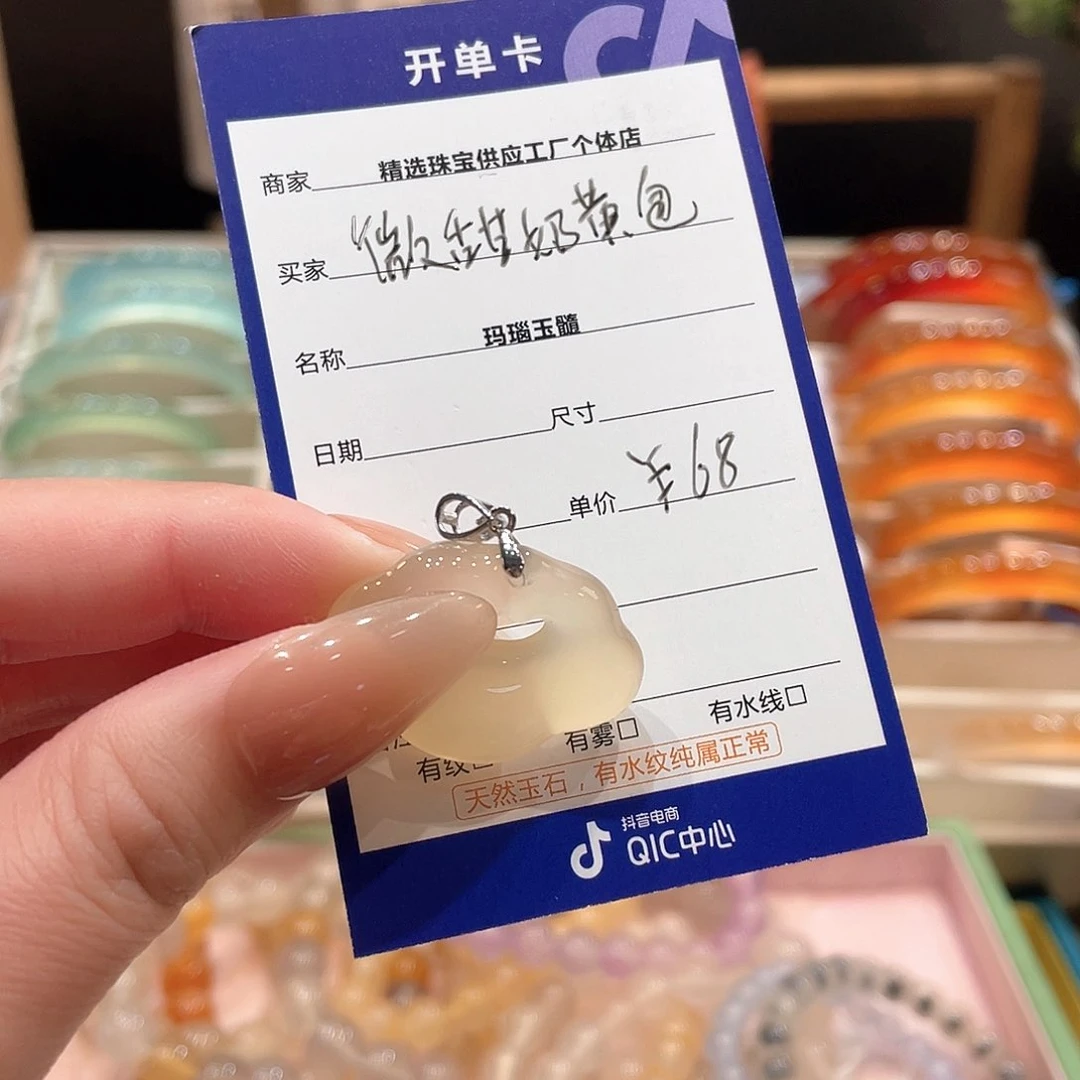 开单卡
商家 精选珠宝供应工厂个体店
买家 微甜奶黄包
名称 玛瑙玉髓
日期 尺寸
单价 ¥68
有雾□ 有水线□
有纹□
天然玉石，有水纹纯属正常
抖音电商
QIC中心